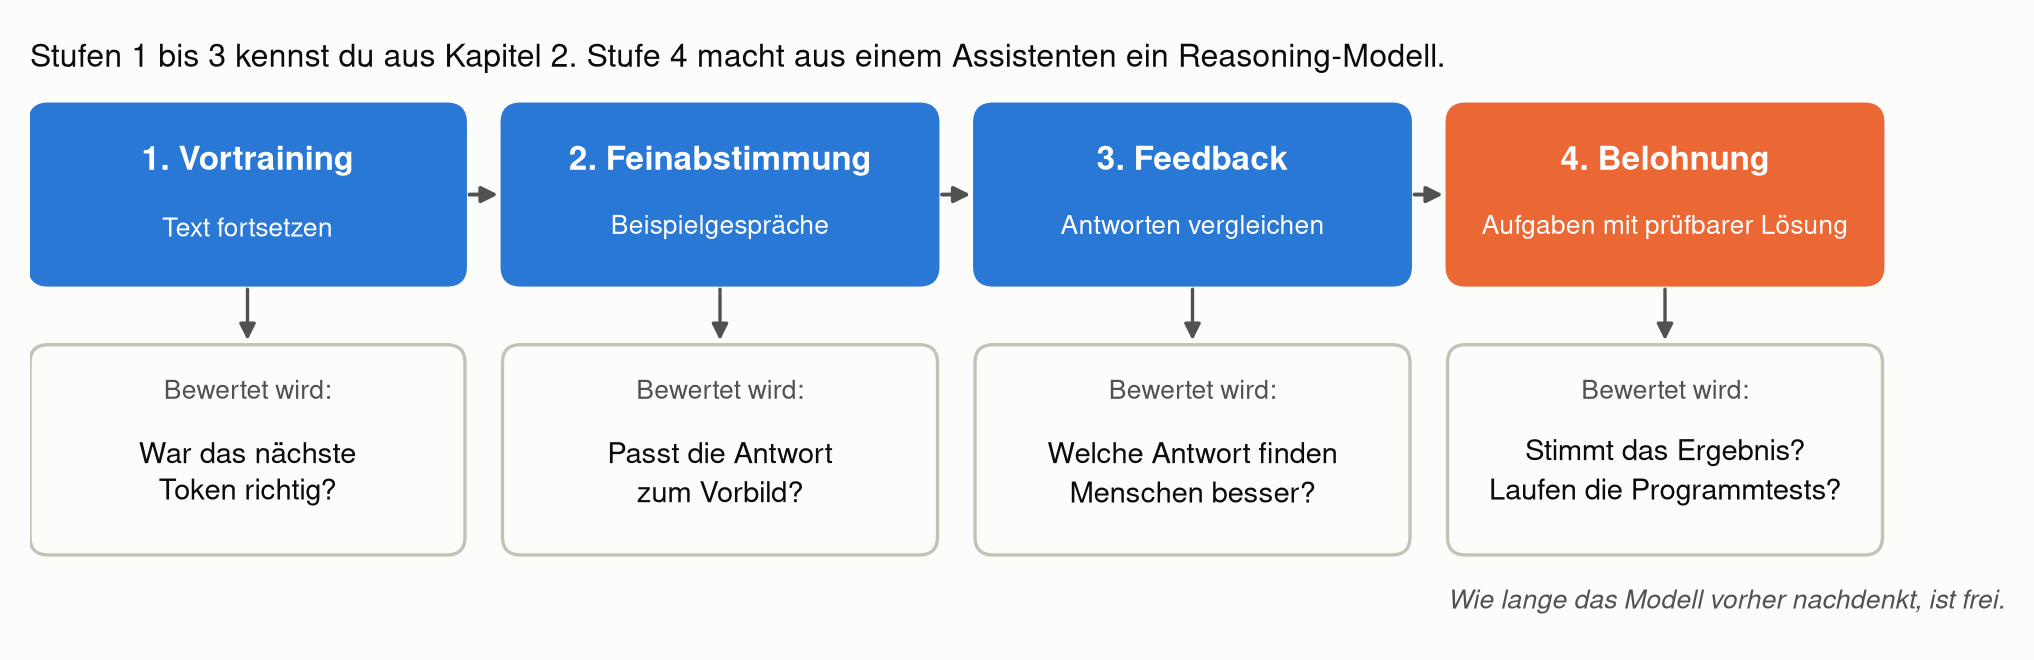 Stufen 1 bis 3 kennst du aus Kapitel 2. Stufe 4 macht aus einem Assistenten ein Reasoning-Modell.
1. Vortraining
Text fortsetzen
2. Feinabstimmung
Beispielgespräche
3. Feedback
Antworten vergleichen
4. Belohnung
Aufgaben mit prüfbarer Lösung
Bewertet wird:
War das nächste
Token richtig?
Bewertet wird:
Passt die Antwort
zum Vorbild?
Bewertet wird:
Welche Antwort finden
Menschen besser?
Bewertet wird:
Stimmt das Ergebnis?
Laufen die Programmtests?
Wie lange das Modell vorher nachdenkt, ist frei.